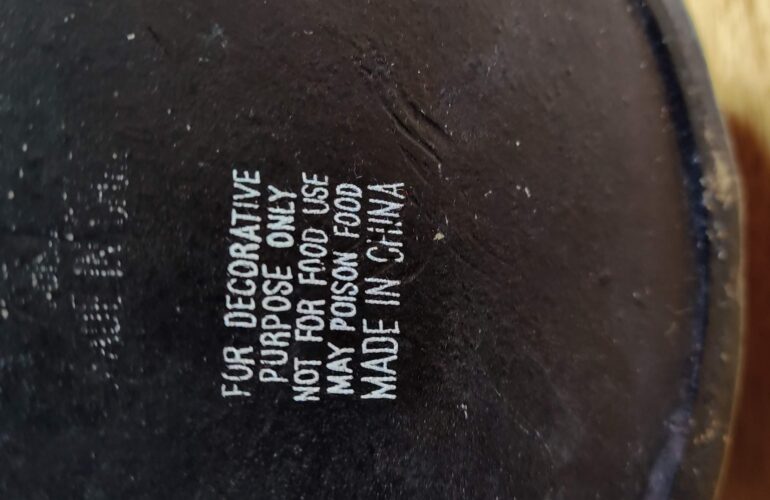 FOR DECORATIVE
PURPOSE ONLY
NOT FOR FOOD USE
MAY POISON FOOD
MADE IN CHINA